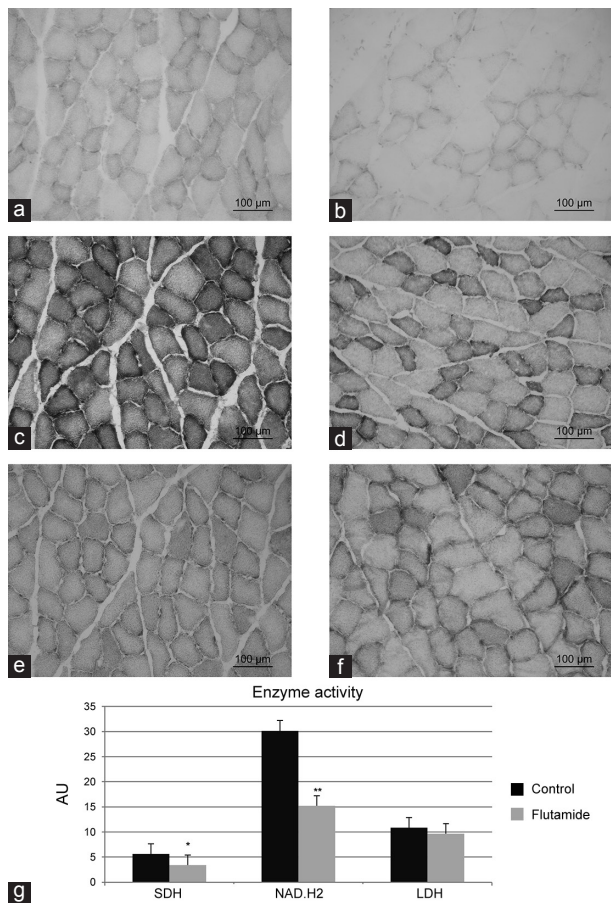 100 µm
a
100 µm
b
100 µm
c
100 µm
d
100 µm
e
100 µm
f
Enzyme activity
35
30
25
20
15
10
5
0
AU
*
**
SDH
NAD.H2
LDH
Control
Flutamide
g